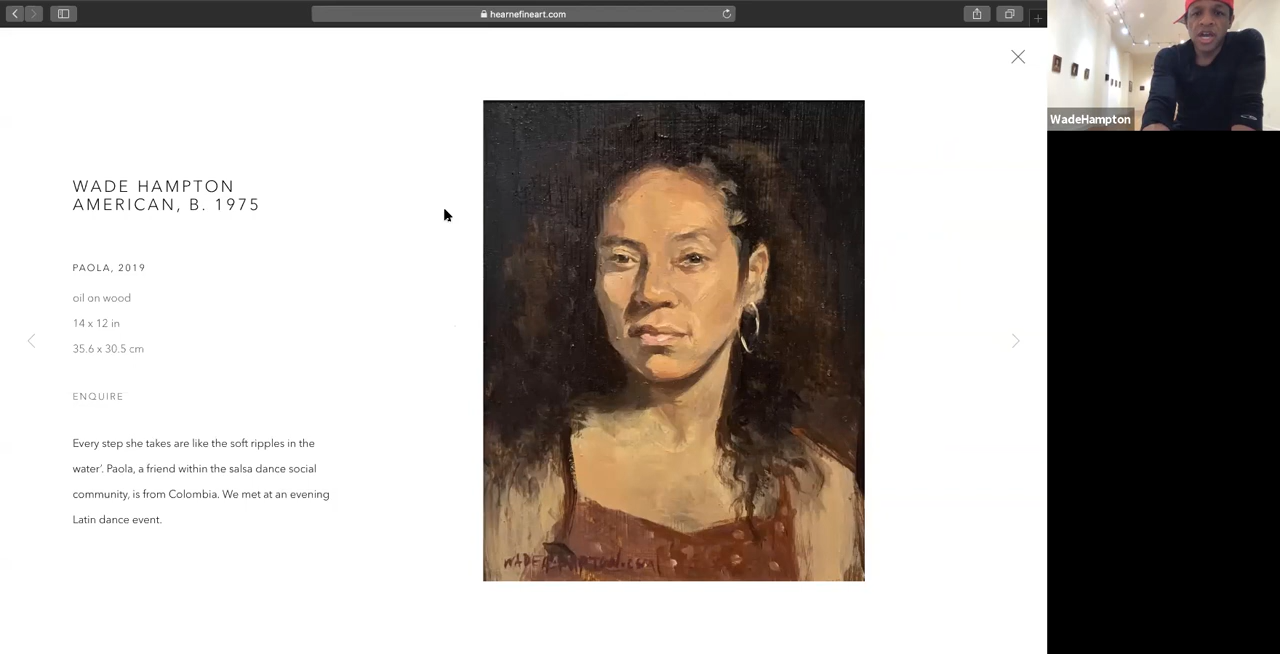 hearnefineart.com
WadeHampton
WADE HAMPTON
AMERICAN, B. 1975
PAOLA, 2019
oil on wood
14 x 12 in
35.6 x 30.5 cm
ENQUIRE
Every step she takes are like the soft ripples in the
water'. Paola, a friend within the salsa dance social
community, is from Colombia. We met at an evening
Latin dance event.
WADEHAMPTON.com